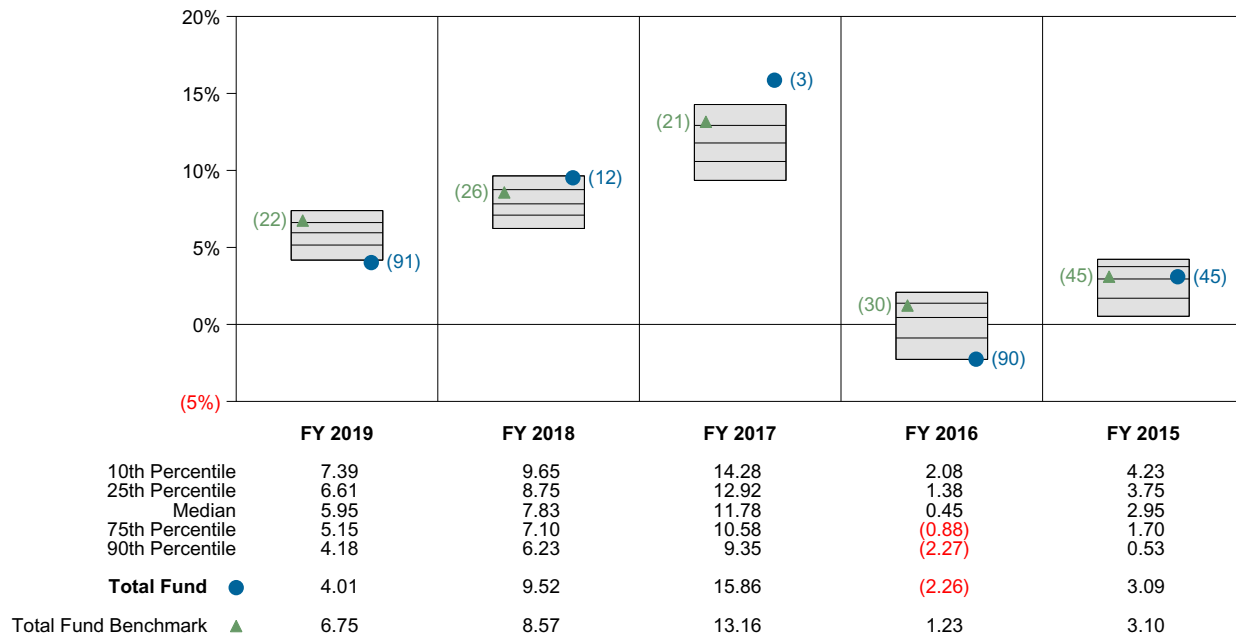 20%
15%
10%
5%
0%
(5%)
(22)
(91)
(26)
(12)
(21)
(3)
(30)
(90)
(45)
(45)
FY 2019 FY 2018 FY 2017 FY 2016 FY 2015
10th Percentile 7.39 9.65 14.28 2.08 4.23
25th Percentile 6.61 8.75 12.92 1.38 3.75
Median 5.95 7.83 11.78 0.45 2.95
75th Percentile 5.15 7.10 10.58 (0.88) 1.70
90th Percentile 4.18 6.23 9.35 (2.27) 0.53
Total Fund 4.01 9.52 15.86 (2.26) 3.09
Total Fund Benchmark 6.75 8.57 13.16 1.23 3.10